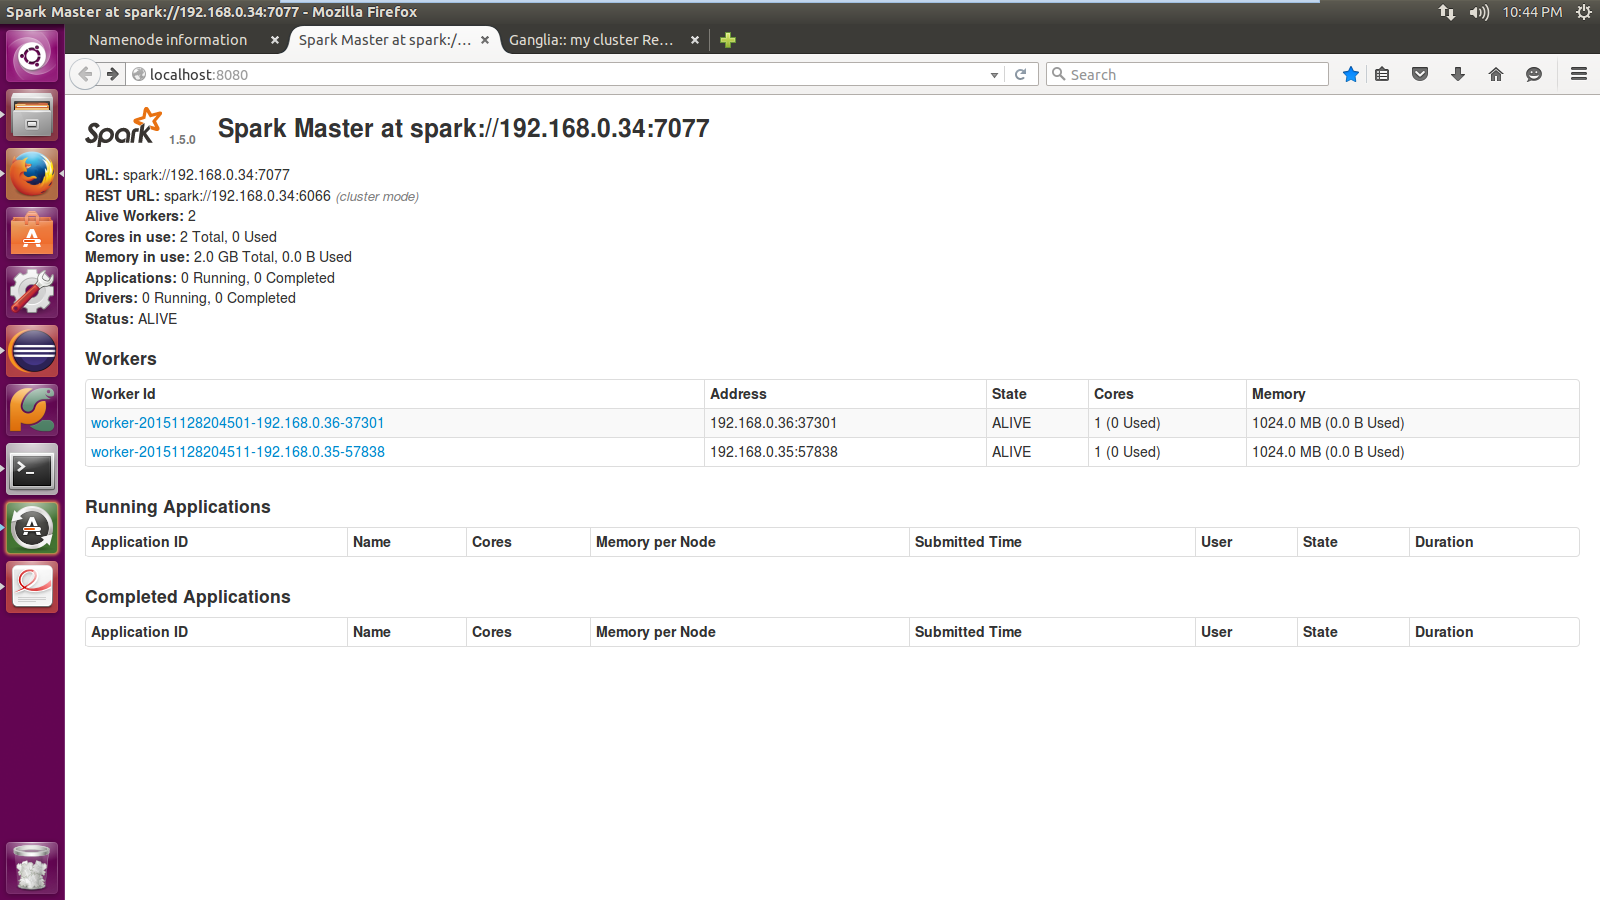 Spark Master at spark://192.168.0.34:7077 - Mozilla Firefox
10:44 PM
Namenode information
Spark Master at spark:/...
Ganglia:: my cluster Re...
localhost:8080
Search
Spark 1.5.0
Spark Master at spark://192.168.0.34:7077
URL: spark://192.168.0.34:7077
REST URL: spark://192.168.0.34:6066 (cluster mode)
Alive Workers: 2
Cores in use: 2 Total, 0 Used
Memory in use: 2.0 GB Total, 0.0 B Used
Applications: 0 Running, 0 Completed
Drivers: 0 Running, 0 Completed
Status: ALIVE
Workers
Worker Id Address State Cores Memory
worker-20151128204501-192.168.0.36-37301 192.168.0.36:37301 ALIVE 1 (0 Used) 1024.0 MB (0.0 B Used)
worker-20151128204511-192.168.0.35-57838 192.168.0.35:57838 ALIVE 1 (0 Used) 1024.0 MB (0.0 B Used)
Running Applications
Application ID Name Cores Memory per Node Submitted Time User State Duration
Completed Applications
Application ID Name Cores Memory per Node Submitted Time User State Duration